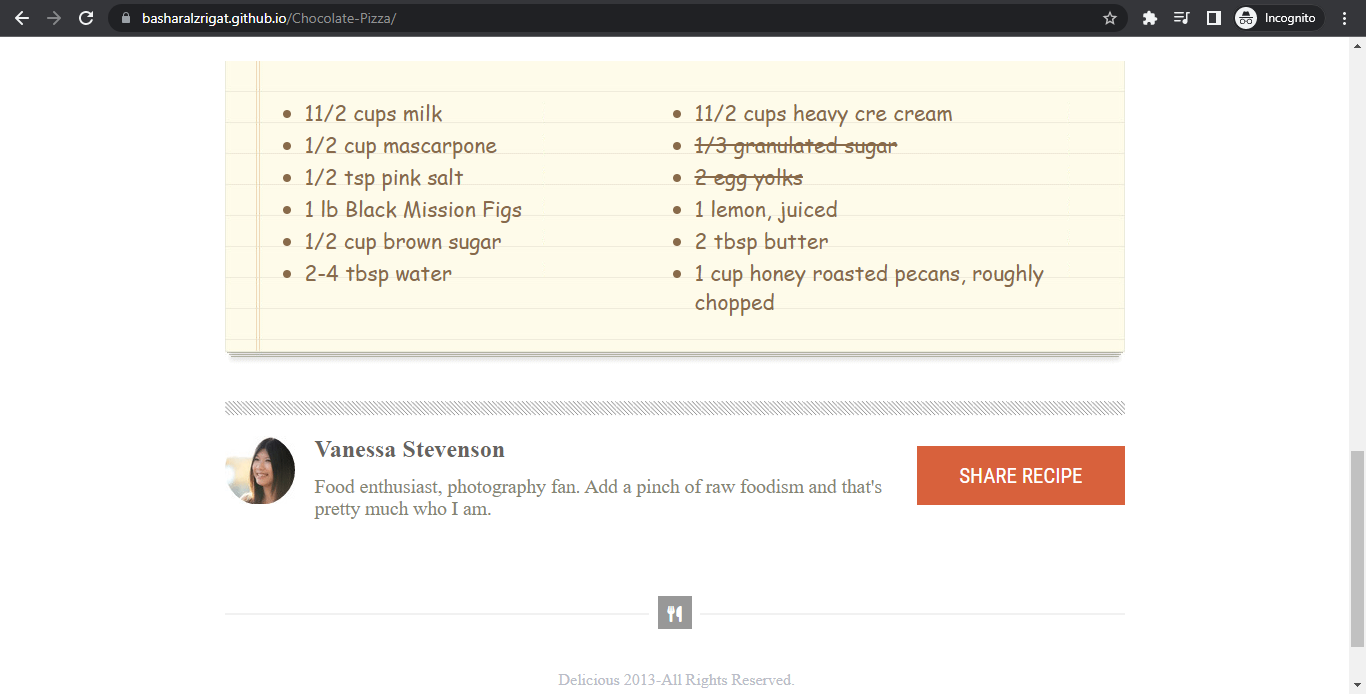 basharalzrigat.github.io/Chocolate-Pizza/
Incognito
11/2 cups milk
1/2 cup mascarpone
1/2 tsp pink salt
1 lb Black Mission Figs
1/2 cup brown sugar
2-4 tbsp water
11/2 cups heavy cre cream
1/3 granulated sugar
2 egg yolks
1 lemon, juiced
2 tbsp butter
1 cup honey roasted pecans, roughly
chopped
Vanessa Stevenson
Food enthusiast, photography fan. Add a pinch of raw foodism and that's
pretty much who I am.
SHARE RECIPE
Delicious 2013-All Rights Reserved.